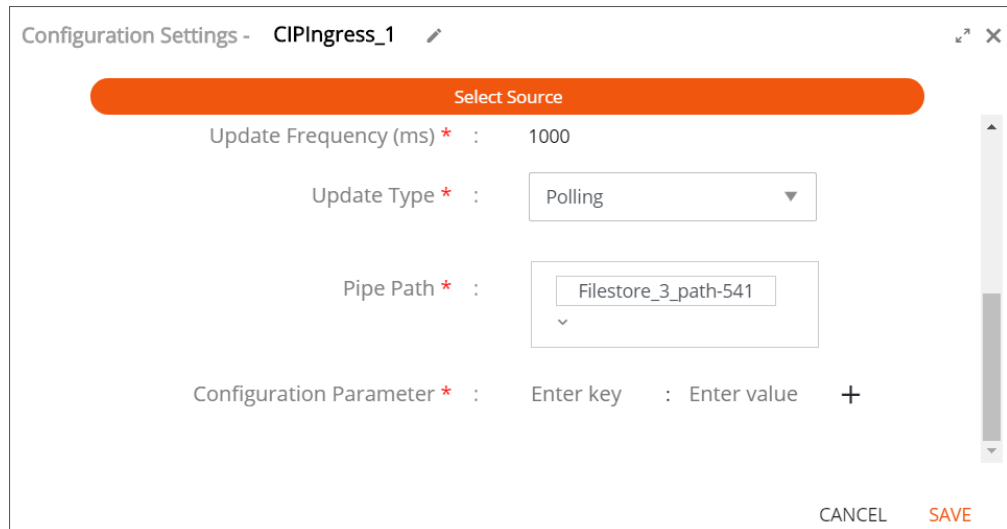 Configuration Settings - CIPIngress_1
Select Source
Update Frequency (ms) * : 1000
Update Type * : Polling
Pipe Path * : Filestore_3_path-541
Configuration Parameter * : Enter key : Enter value +
CANCEL SAVE